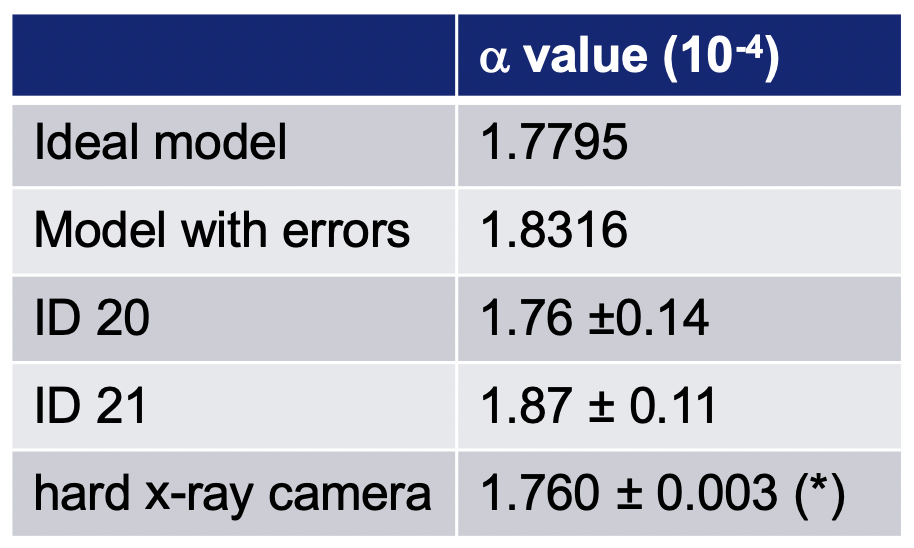 α value (10-4)
Ideal model 1.7795
Model with errors 1.8316
ID 20 1.76 ±0.14
ID 21 1.87 ± 0.11
hard x-ray camera 1.760 ± 0.003 (*)